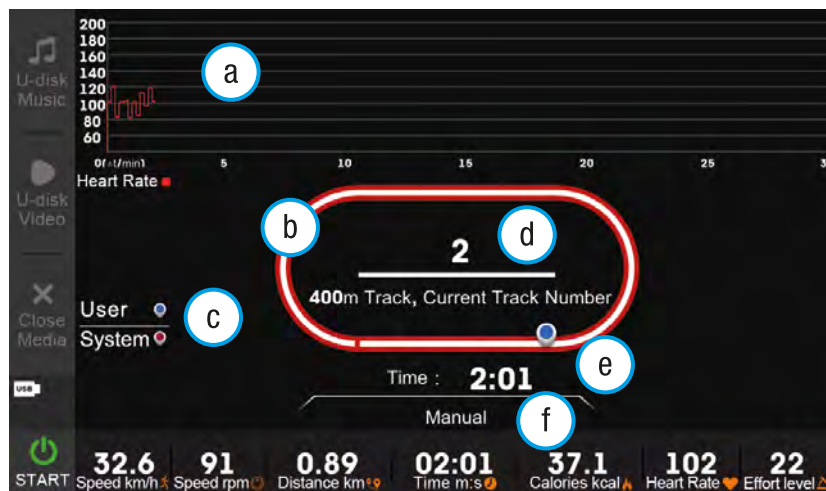 200
180
160
140
120
100
80
60
0(Δt/min) 5 10 15 20 25 3
Heart Rate
U-disk
Music
U-disk
Video
Close
Media
USB
START
a
b
c
d
e
f
User
System
2
400m Track, Current Track Number
Time : 2:01
Manual
32.6 91 0.89 02:01 37.1 102 22
Speed km/h Speed rpm Distance km Time m:s Calories kcal Heart Rate Effort level